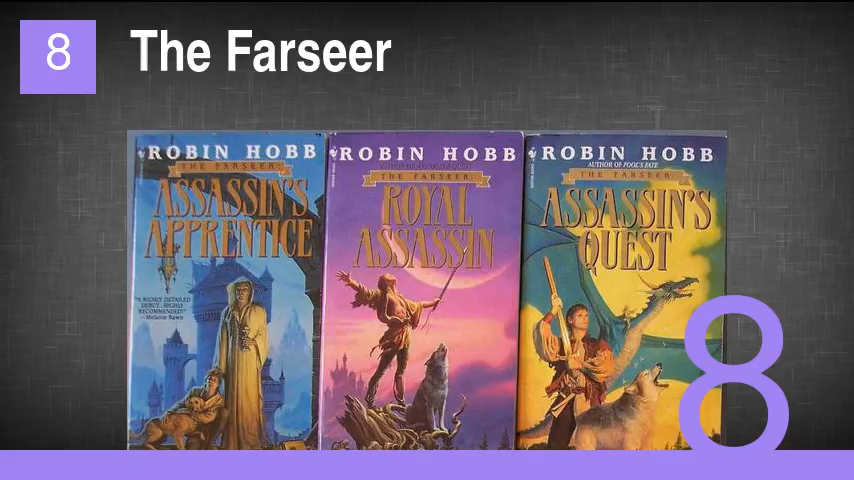 8
The Farseer
ROBIN HOBB
THE FARSEER:
ASSASSIN'S
APPRENTICE
"A RICHLY DETAILED
DEBUT...HIGHLY
RECOMMENDED!"
—Melanie Rawn
ROBIN HOBB
THE FARSEER:
ROYAL
ASSASSIN
ROBIN HOBB
AUTHOR OF FOOL'S FATE
THE FARSEER:
ASSASSIN'S
QUEST
8